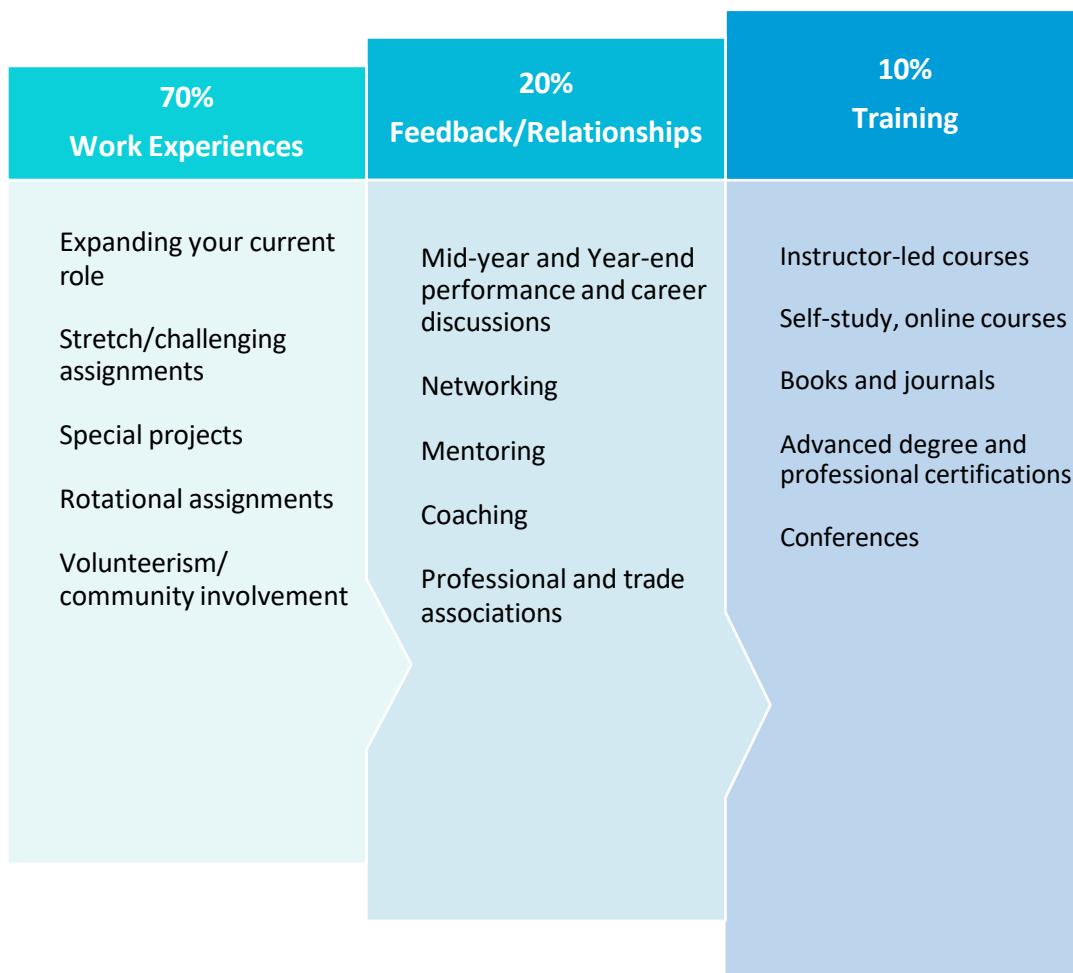 70%
Work Experiences
Expanding your current
role
Stretch/challenging
assignments
Special projects
Rotational assignments
Volunteerism/
community involvement
20%
Feedback/Relationships
Mid-year and Year-end
performance and career
discussions
Networking
Mentoring
Coaching
Professional and trade
associations
10%
Training
Instructor-led courses
Self-study, online courses
Books and journals
Advanced degree and
professional certifications
Conferences